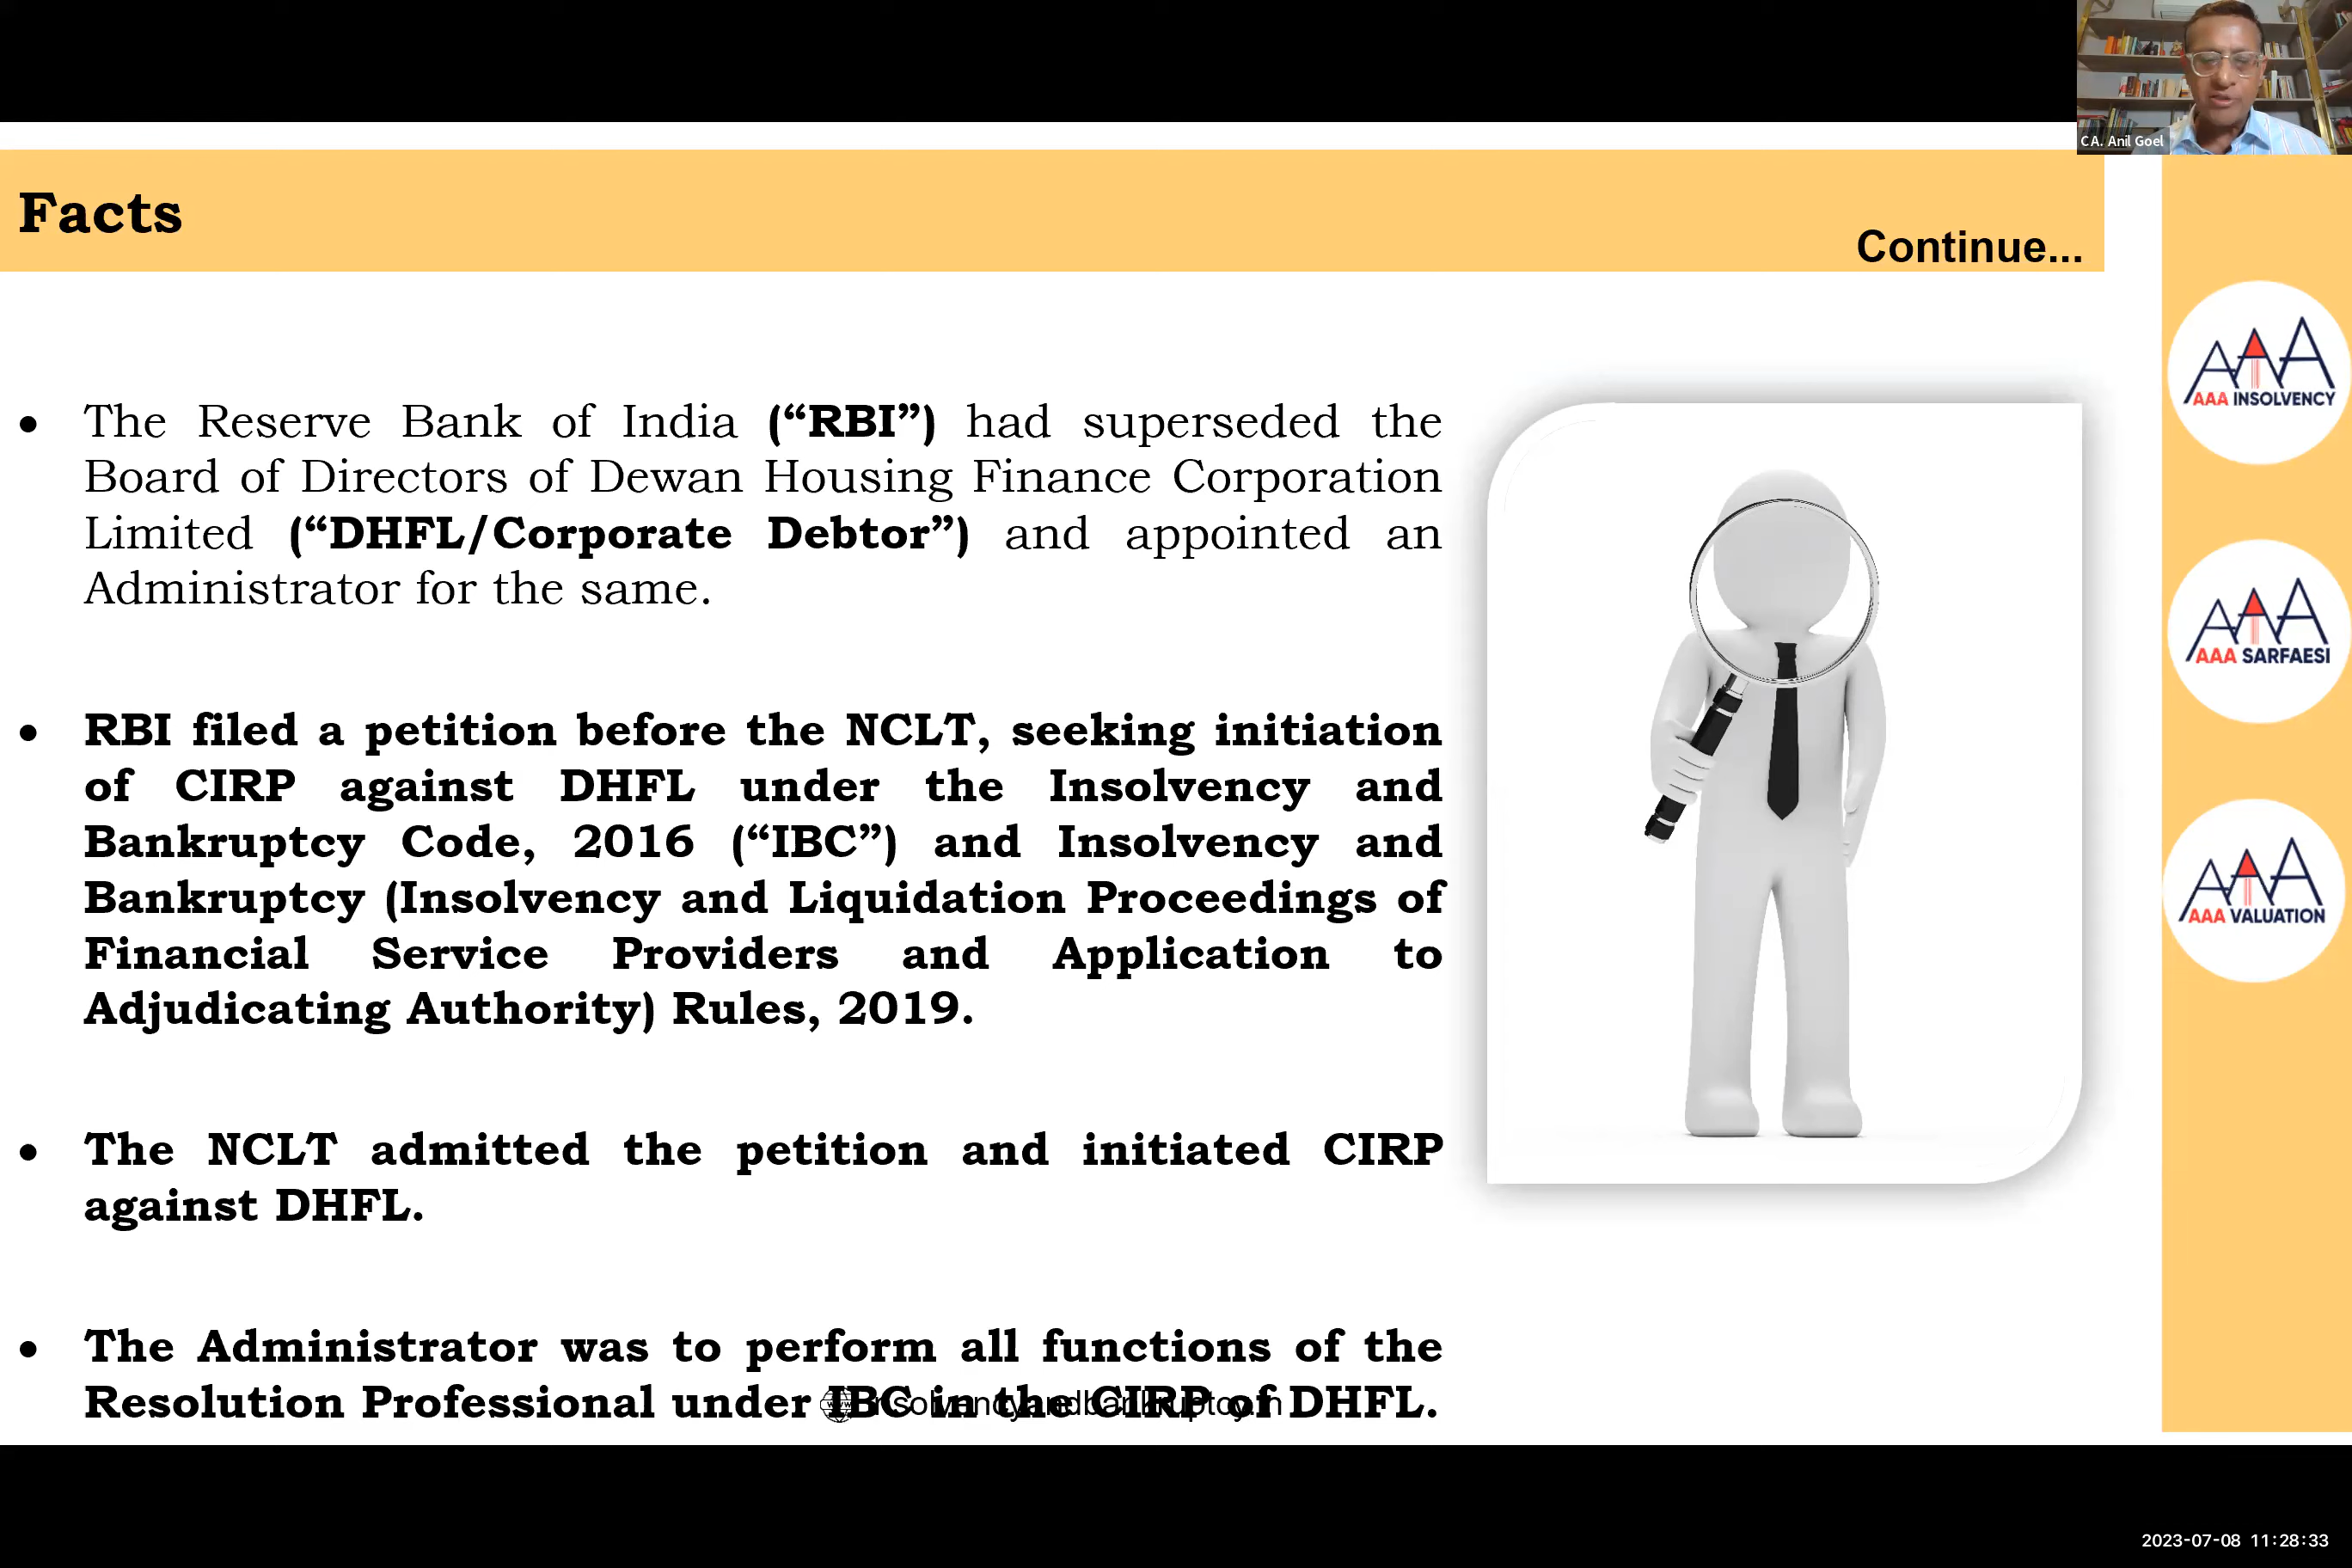 CA. Anil Goel
Facts
Continue...
• The Reserve Bank of India (“RBI”) had superseded the
Board of Directors of Dewan Housing Finance Corporation
Limited (“DHFL/Corporate Debtor”) and appointed an
Administrator for the same.
• RBI filed a petition before the NCLT, seeking initiation
of CIRP against DHFL under the Insolvency and
Bankruptcy Code, 2016 (“IBC”) and Insolvency and
Bankruptcy (Insolvency and Liquidation Proceedings of
Financial Service Providers and Application to
Adjudicating Authority) Rules, 2019.
• The NCLT admitted the petition and initiated CIRP
against DHFL.
• The Administrator was to perform all functions of the
Resolution Professional under IBC in the CIRP of DHFL.
insolvencyandbankruptcy.in
AAA INSOLVENCY
AAA SARFAESI
AAA VALUATION
2023-07-08 11:28:33